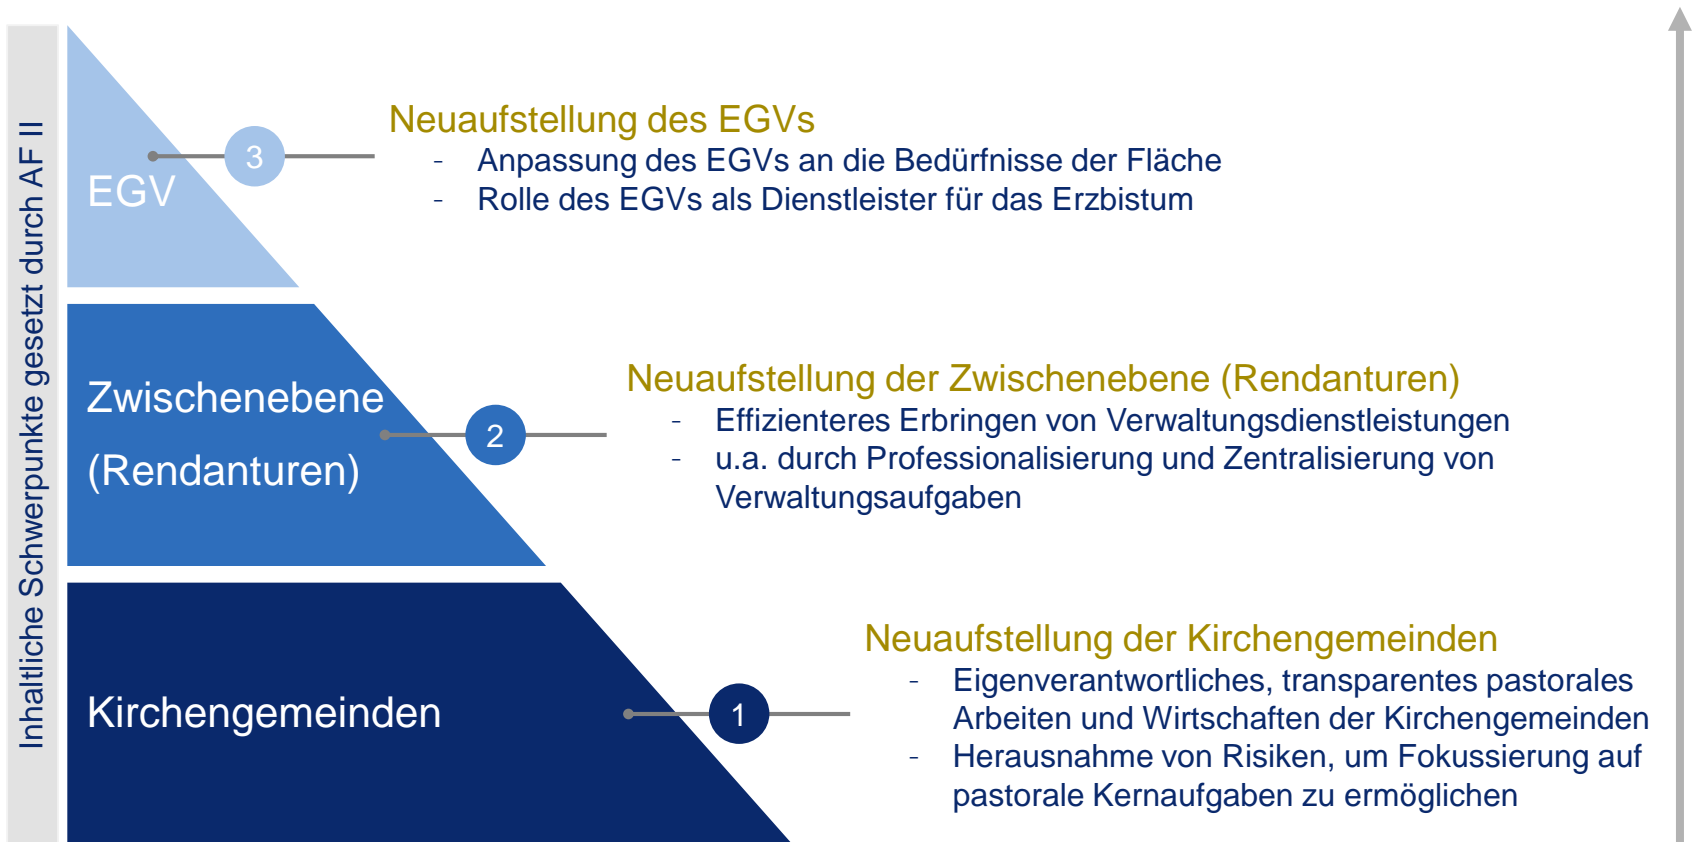 Inhaltliche Schwerpunkte gesetzt durch AF II
EGV
3
Neuaufstellung des EGVs
- Anpassung des EGVs an die Bedürfnisse der Fläche
- Rolle des EGVs als Dienstleister für das Erzbistum
Zwischenebene
(Rendanturen)
2
Neuaufstellung der Zwischenebene (Rendanturen)
- Effizienteres Erbringen von Verwaltungsdienstleistungen
- u.a. durch Professionalisierung und Zentralisierung von
Verwaltungsaufgaben
Kirchengemeinden
1
Neuaufstellung der Kirchengemeinden
- Eigenverantwortliches, transparentes pastorales
Arbeiten und Wirtschaften der Kirchengemeinden
- Herausnahme von Risiken, um Fokussierung auf
pastorale Kernaufgaben zu ermöglichen